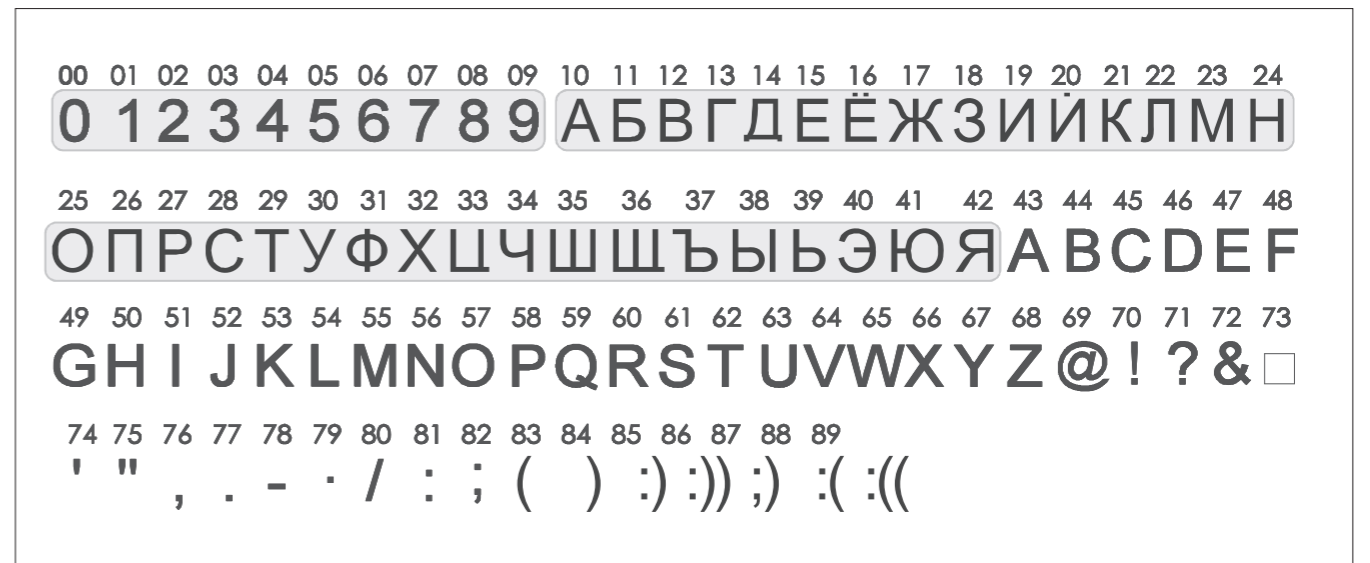 00 01 02 03 04 05 06 07 08 09 10 11 12 13 14 15 16 17 18 19 20 21 22 23 24
0 1 2 3 4 5 6 7 8 9 А Б В Г Д Е Ё Ж З И Й К Л М Н
25 26 27 28 29 30 31 32 33 34 35 36 37 38 39 40 41 42 43 44 45 46 47 48
О П Р С Т У Ф Х Ц Ч Ш Щ Ъ Ы Ь Э Ю Я A B C D E F
49 50 51 52 53 54 55 56 57 58 59 60 61 62 63 64 65 66 67 68 69 70 71 72 73
G H I J K L M N O P Q R S T U V W X Y Z @ ! ? & □
74 75 76 77 78 79 80 81 82 83 84 85 86 87 88 89
' " , . - · / : ; ( ) :) :)) ;) :( :((